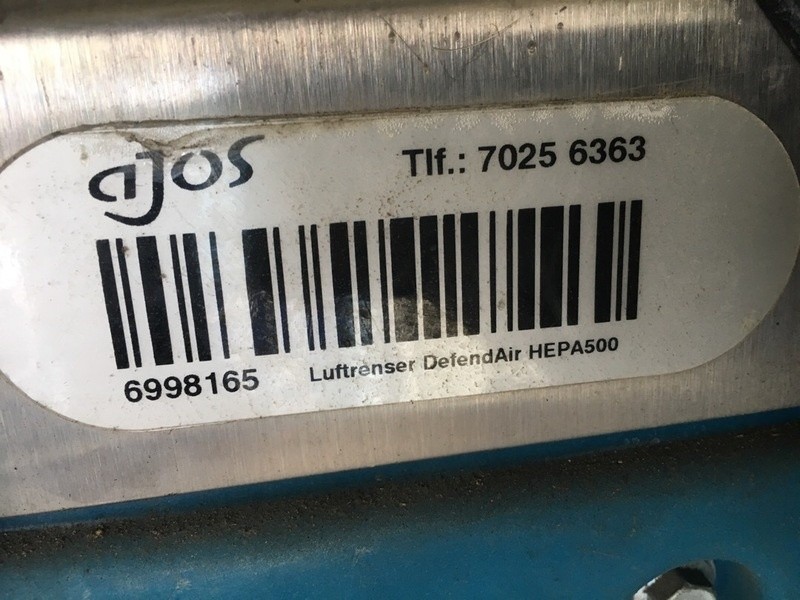 ajos
Tlf.: 7025 6363
6998165
Luftrenser DefendAir HEPA500